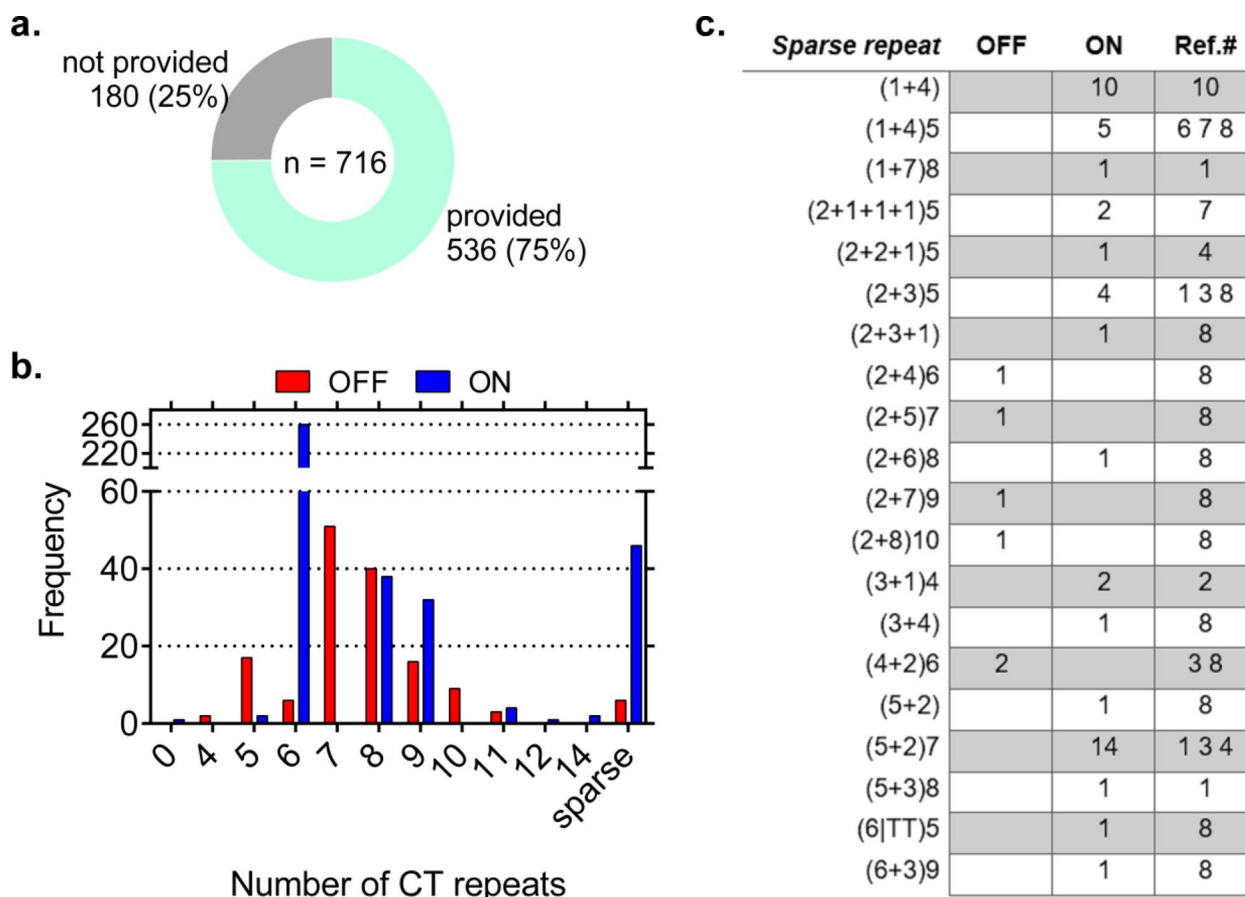 a.
not provided
180 (25%)
n = 716
provided
536 (75%)
b.
OFF ON
260
220
60
40
20
0
Frequency
0 4 5 6 7 8 9 10 11 12 14 sparse
Number of CT repeats
c.
Sparse repeat OFF ON Ref.#
(1+4) 10 10
(1+4)5 5 6 7 8
(1+7)8 1 1
(2+1+1+1)5 2 7
(2+2+1)5 1 4
(2+3)5 4 1 3 8
(2+3+1) 1 8
(2+4)6 1 8
(2+5)7 1 8
(2+6)8 1 8
(2+7)9 1 8
(2+8)10 1 8
(3+1)4 2 2
(3+4) 1 8
(4+2)6 2 3 8
(5+2) 1 8
(5+2)7 14 1 3 4
(5+3)8 1 1
(6|TT)5 1 8
(6+3)9 1 8